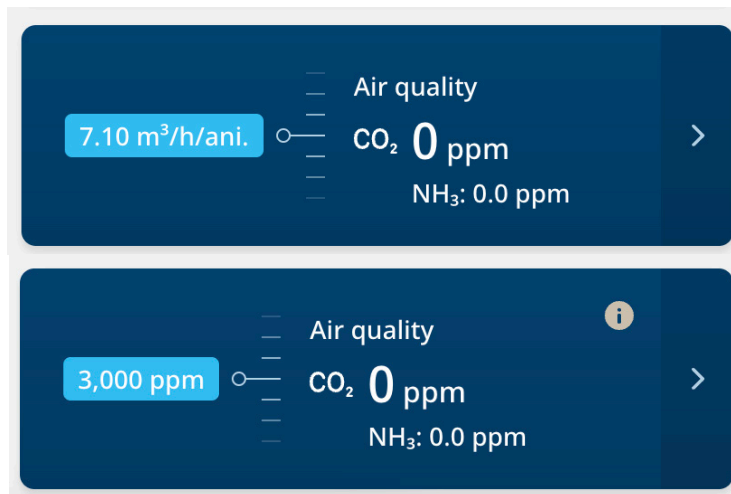 Air quality
7.10 m³/h/ani.
CO₂ 0 ppm
NH₃: 0.0 ppm
i
Air quality
3,000 ppm
CO₂ 0 ppm
NH₃: 0.0 ppm